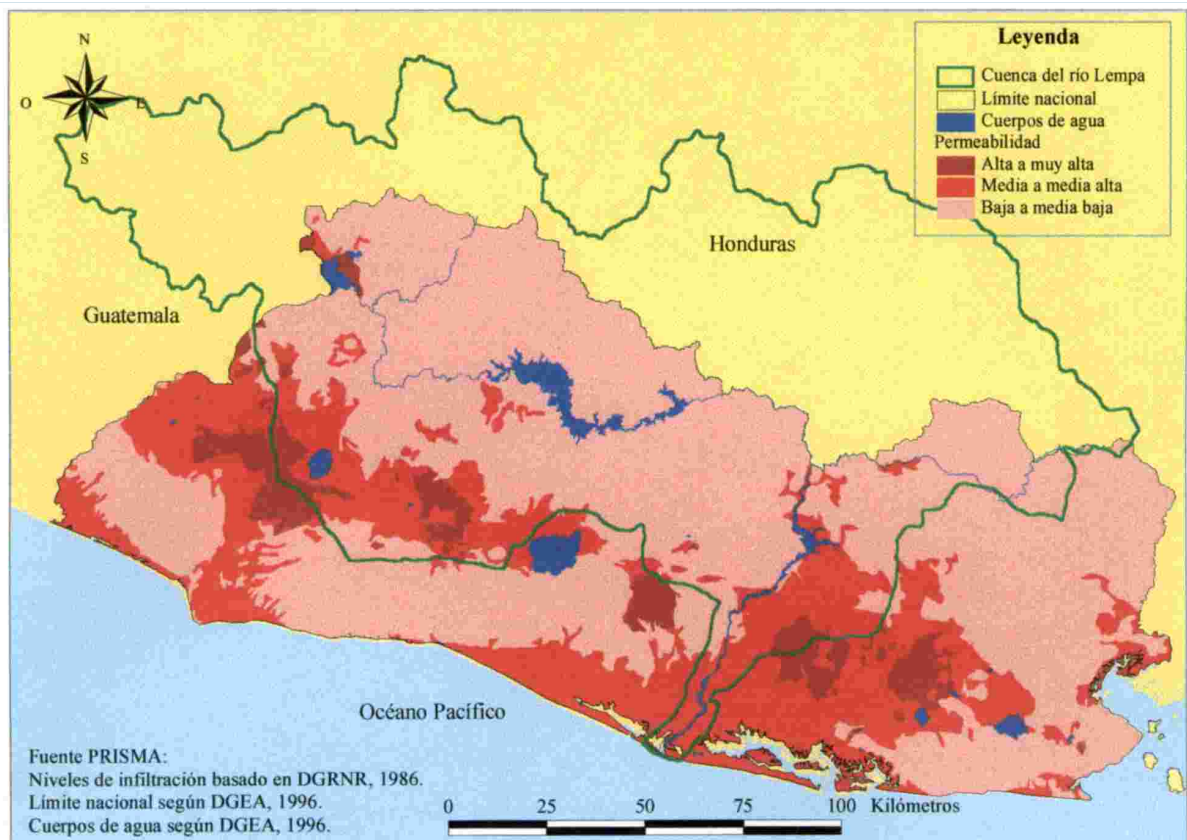 N
O
E
S
Leyenda
Cuenca del río Lempa
Límite nacional
Cuerpos de agua
Permeabilidad
Alta a muy alta
Media a media alta
Baja a media baja
Honduras
Guatemala
Océano Pacífico
Fuente PRISMA:
Niveles de infiltración basado en DGRNR, 1986.
Límite nacional según DGEA, 1996.
Cuerpos de agua según DGEA, 1996.
0 25 50 75 100 Kilómetros